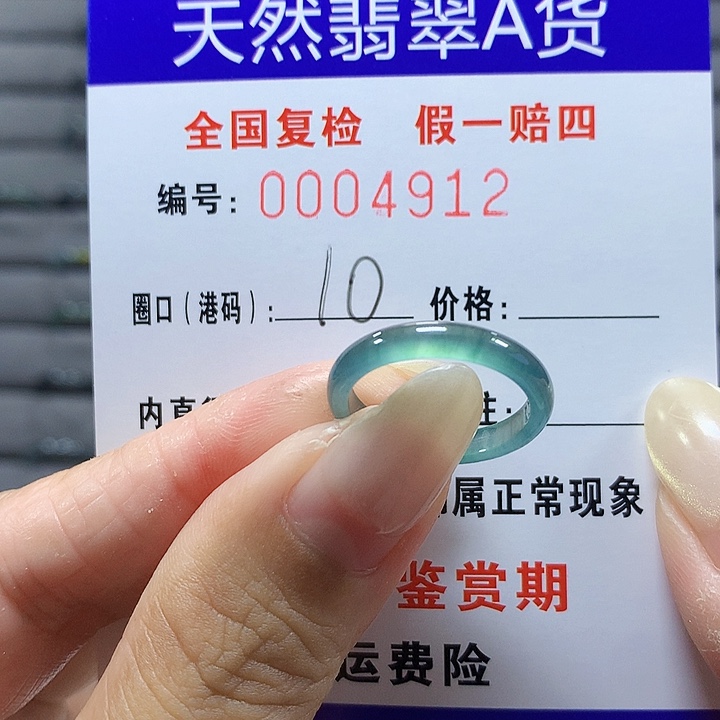 天然翡翠A货
全国复检 假一赔四
编号: 0004912
圈口(港码): 10 价格:
内直
属正常现象
鉴赏期
运费险